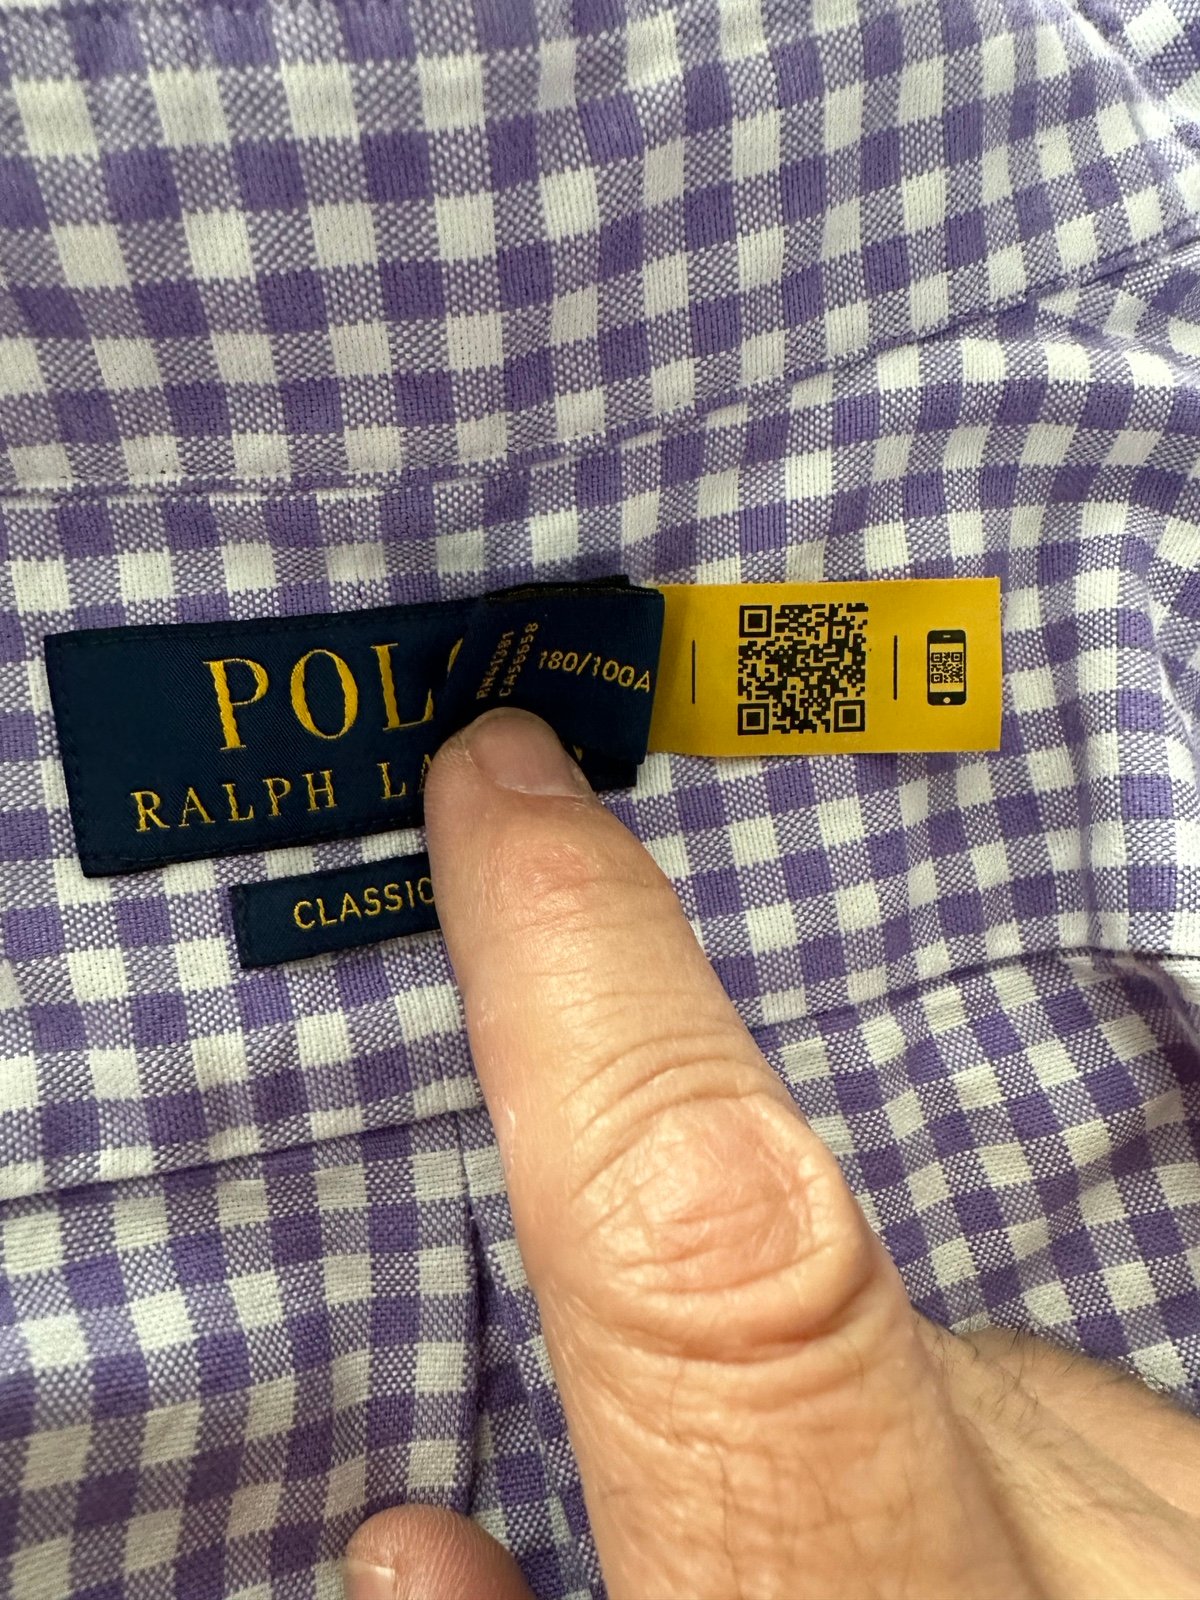 POL
RALPH LA
180/100A
CLASSIC